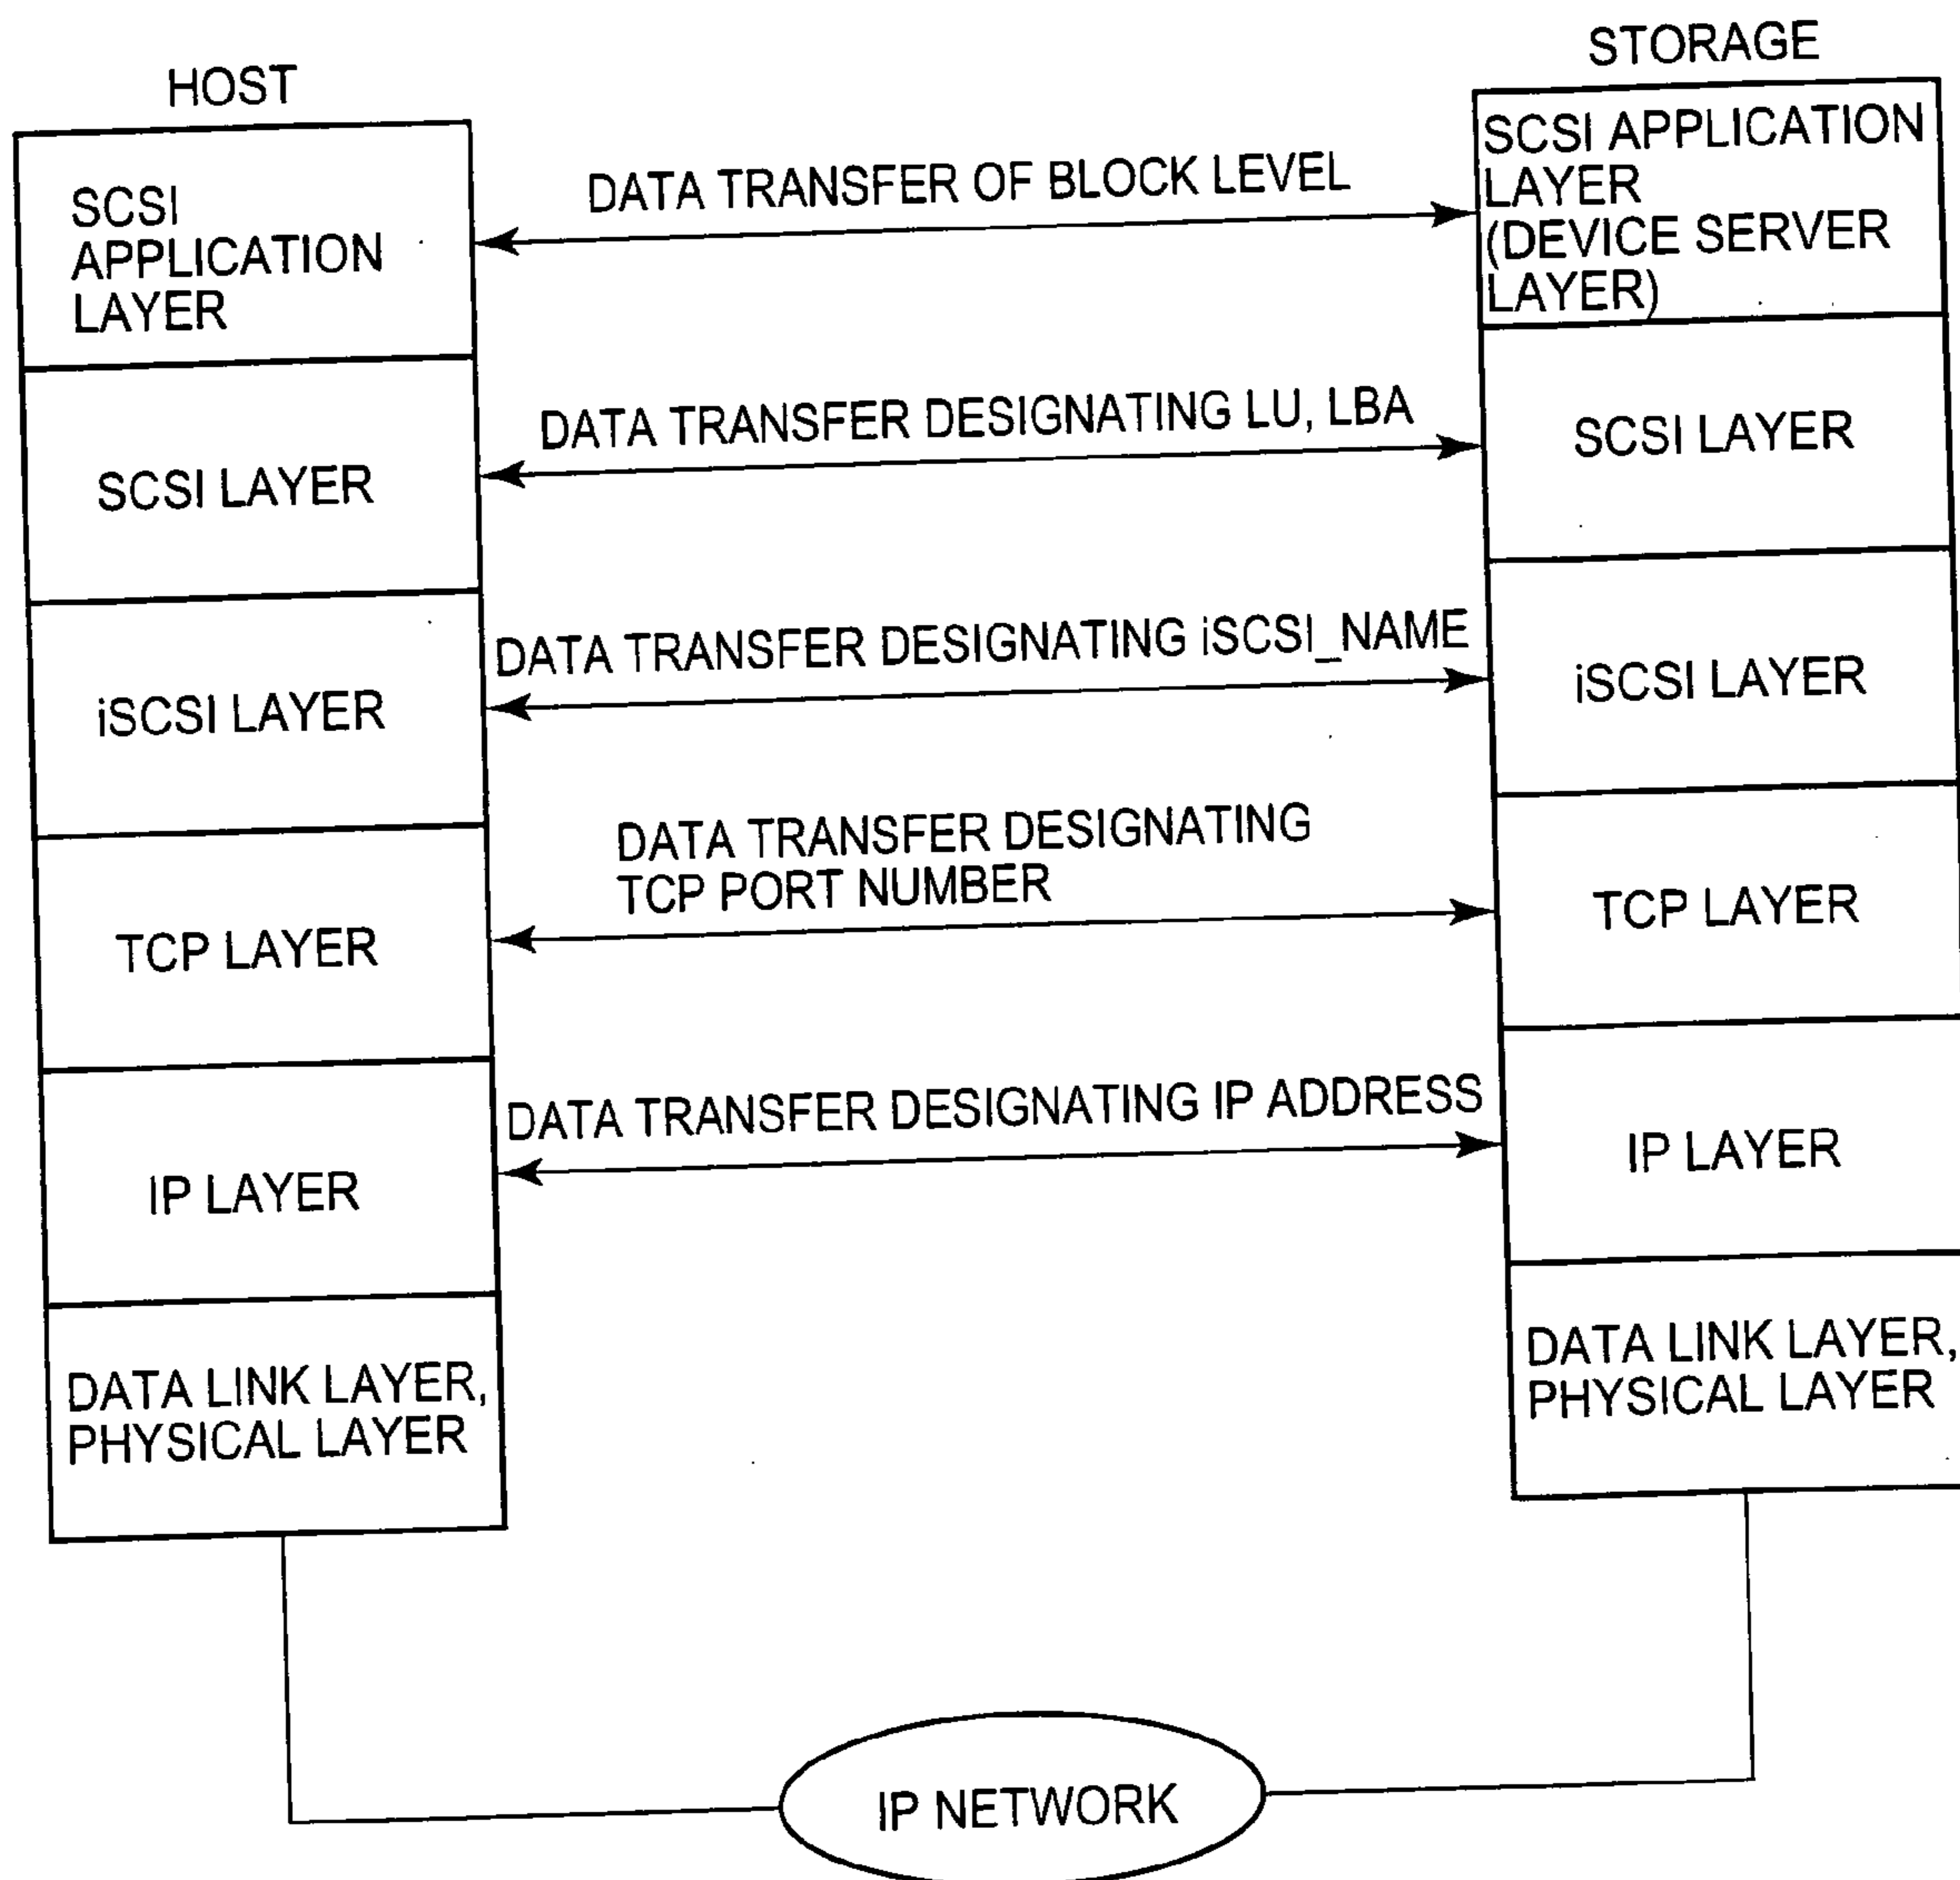 HOST
STORAGE
SCSI
APPLICATION
LAYER
DATA TRANSFER OF BLOCK LEVEL
SCSI APPLICATION
LAYER
(DEVICE SERVER
LAYER)
SCSI LAYER
DATA TRANSFER DESIGNATING LU, LBA
SCSI LAYER
iSCSI LAYER
DATA TRANSFER DESIGNATING iSCSI_NAME
iSCSI LAYER
TCP LAYER
DATA TRANSFER DESIGNATING
TCP PORT NUMBER
TCP LAYER
IP LAYER
DATA TRANSFER DESIGNATING IP ADDRESS
IP LAYER
DATA LINK LAYER,
PHYSICAL LAYER
DATA LINK LAYER,
PHYSICAL LAYER
IP NETWORK